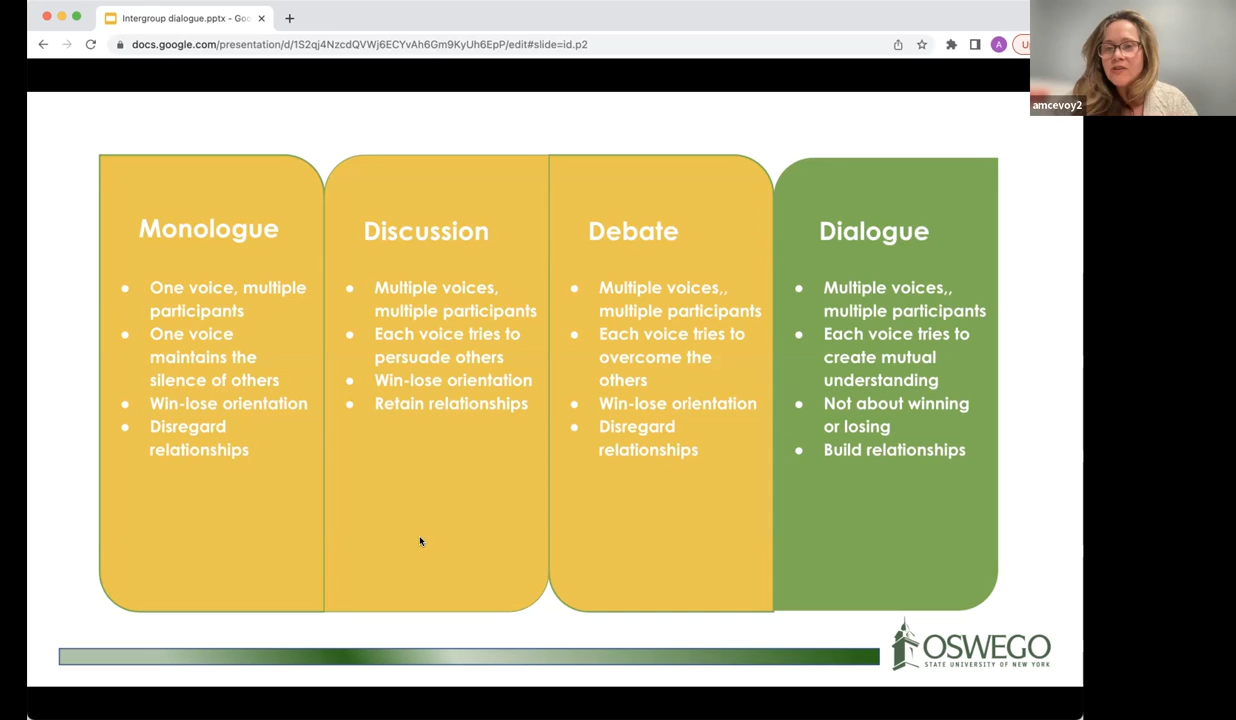 Intergroup dialogue.pptx - Goo
docs.google.com/presentation/d/1S2qj4NzcdQVWj6ECYvAh6Gm9KyUh6EpP/edit#slide=id.p2
A
amcevoy2
Monologue
One voice, multiple
participants
One voice
maintains the
silence of others
Win-lose orientation
Disregard
relationships
Discussion
Multiple voices,
multiple participants
Each voice tries to
persuade others
Win-lose orientation
Retain relationships
Debate
Multiple voices,,
multiple participants
Each voice tries to
overcome the
others
Win-lose orientation
Disregard
relationships
Dialogue
Multiple voices,,
multiple participants
Each voice tries to
create mutual
understanding
Not about winning
or losing
Build relationships
OSWEGO
STATE UNIVERSITY OF NEW YORK